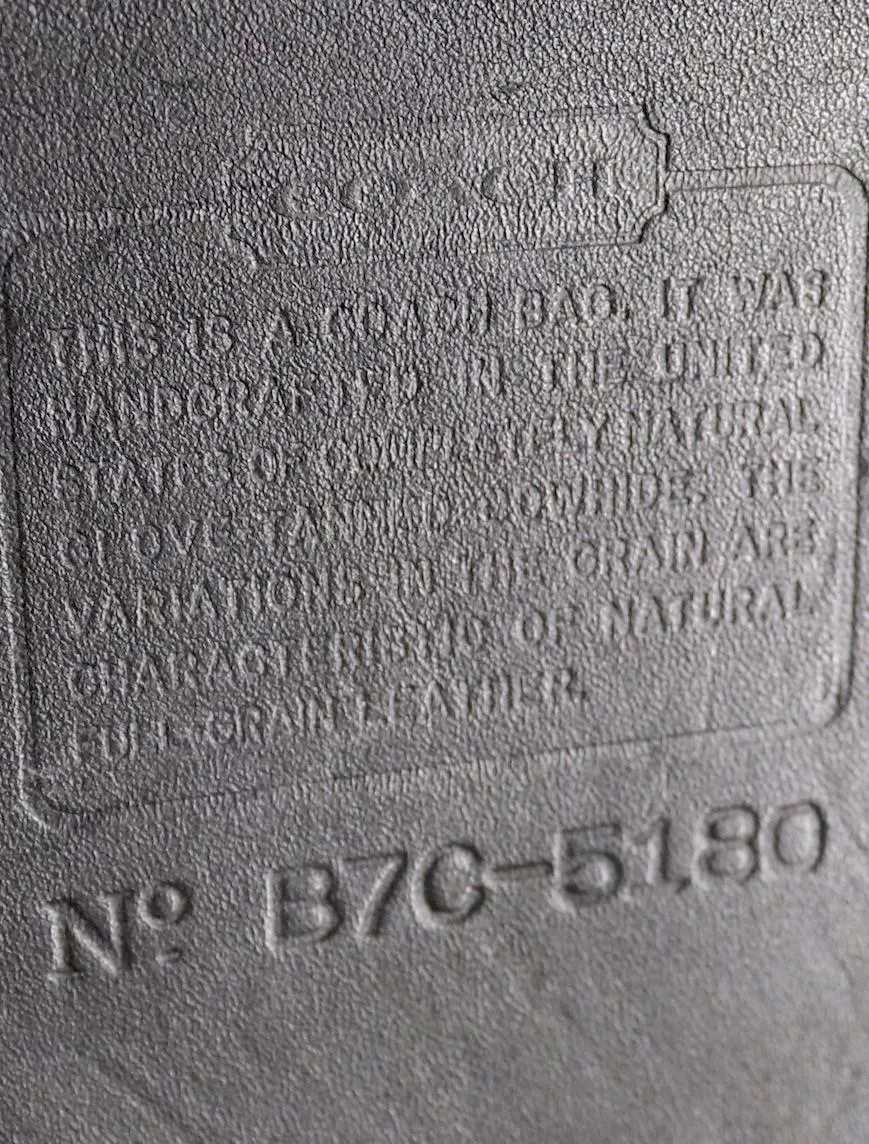 COACH
THIS IS A COACH BAG. IT WAS
HANDCRAFTED IN THE UNITED
STATES OF COMPLETELY NATURAL
GLOVE TANNED COWHIDE. THE
VARIATIONS IN THE GRAIN ARE
CHARACTERISTIC OF NATURAL
FULL GRAIN LEATHER.
Nº B7C-5180